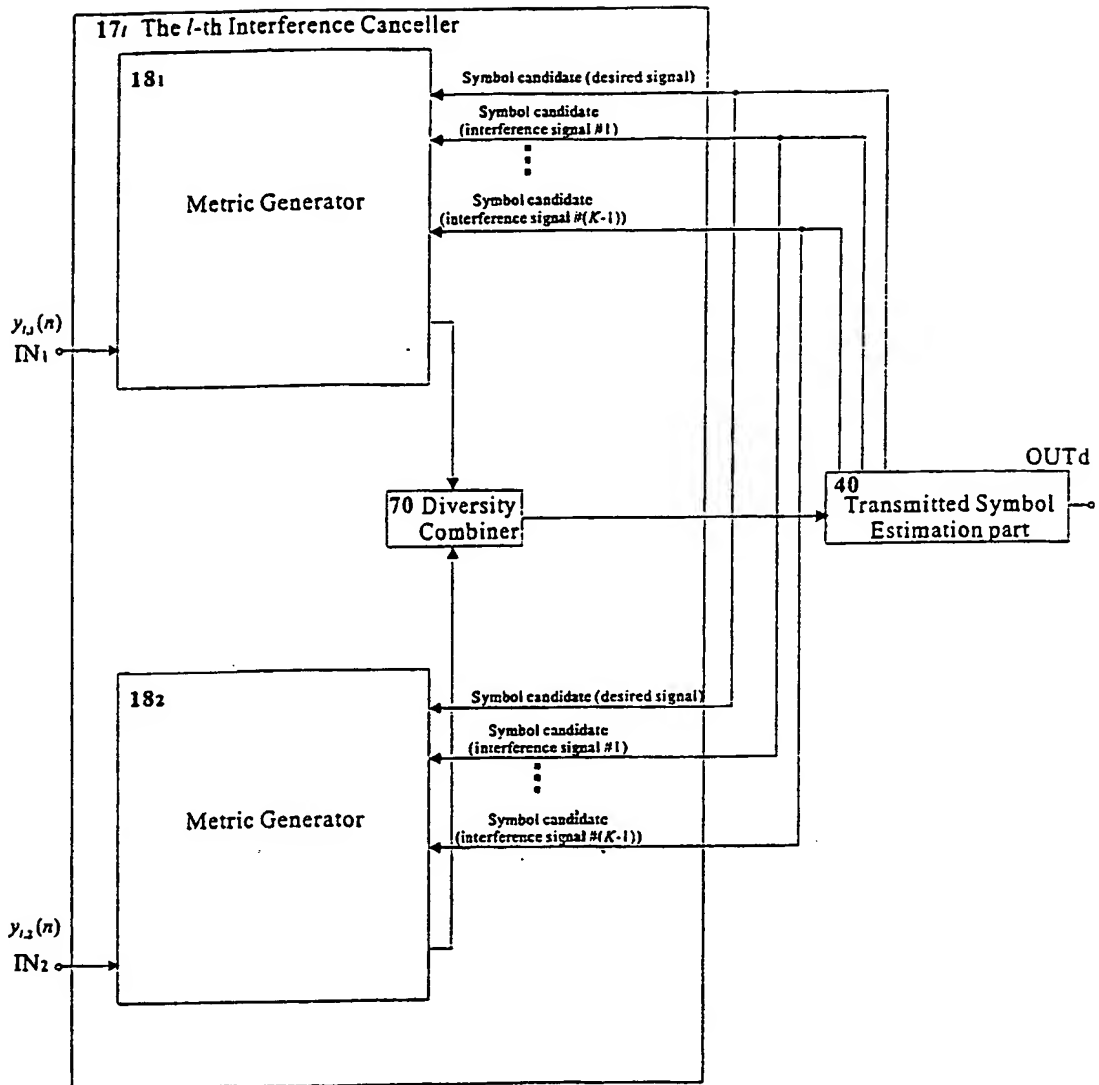 17l The l-th Interference Canceller
181
Symbol candidate (desired signal)
Symbol candidate
(interference signal #1)
Metric Generator
Symbol candidate
(interference signal #(K-1))
yl,1(n)
IN1
OUTd
40
Transmitted Symbol
Estimation part
70 Diversity
Combiner
182
Symbol candidate (desired signal)
Symbol candidate
(interference signal #1)
Metric Generator
Symbol candidate
(interference signal #(K-1))
yl,2(n)
IN2